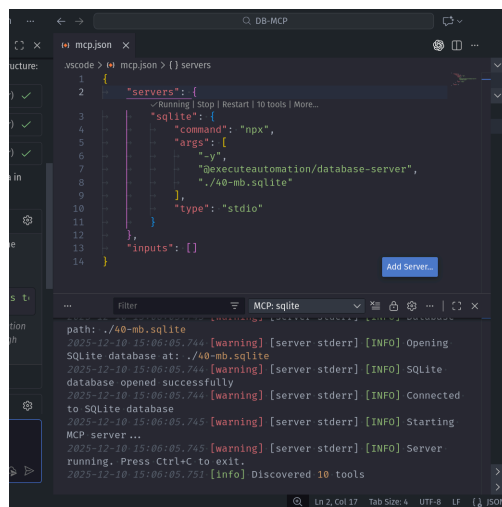 DB-MCP
mcp.json
ucture:
.vscode > mcp.json > { } servers
1 {
2 "servers": {
✓Running | Stop | Restart | 10 tools | More...
3 "sqlite": {
4 "command": "npx",
5 "args": [
6 "-y",
7 "@executeautomation/database-server",
8 "./40-mb.sqlite"
9 ],
10 "type": "stdio"
11 }
12 },
13 "inputs": []
14 }
Add Server...
Filter
MCP: sqlite
path: ./40-mb.sqlite
2025-12-10 15:06:05.744 [warning] [server stderr] [INFO] Opening
SQLite database at: ./40-mb.sqlite
2025-12-10 15:06:05.744 [warning] [server stderr] [INFO] SQLite
database opened successfully
2025-12-10 15:06:05.744 [warning] [server stderr] [INFO] Connected
to SQLite database
2025-12-10 15:06:05.745 [warning] [server stderr] [INFO] Starting
MCP server...
2025-12-10 15:06:05.745 [warning] [server stderr] [INFO] Server
running. Press Ctrl+C to exit.
2025-12-10 15:06:05.751 [info] Discovered 10 tools
Ln 2, Col 17 Tab Size: 4 UTF-8 LF { } JSON